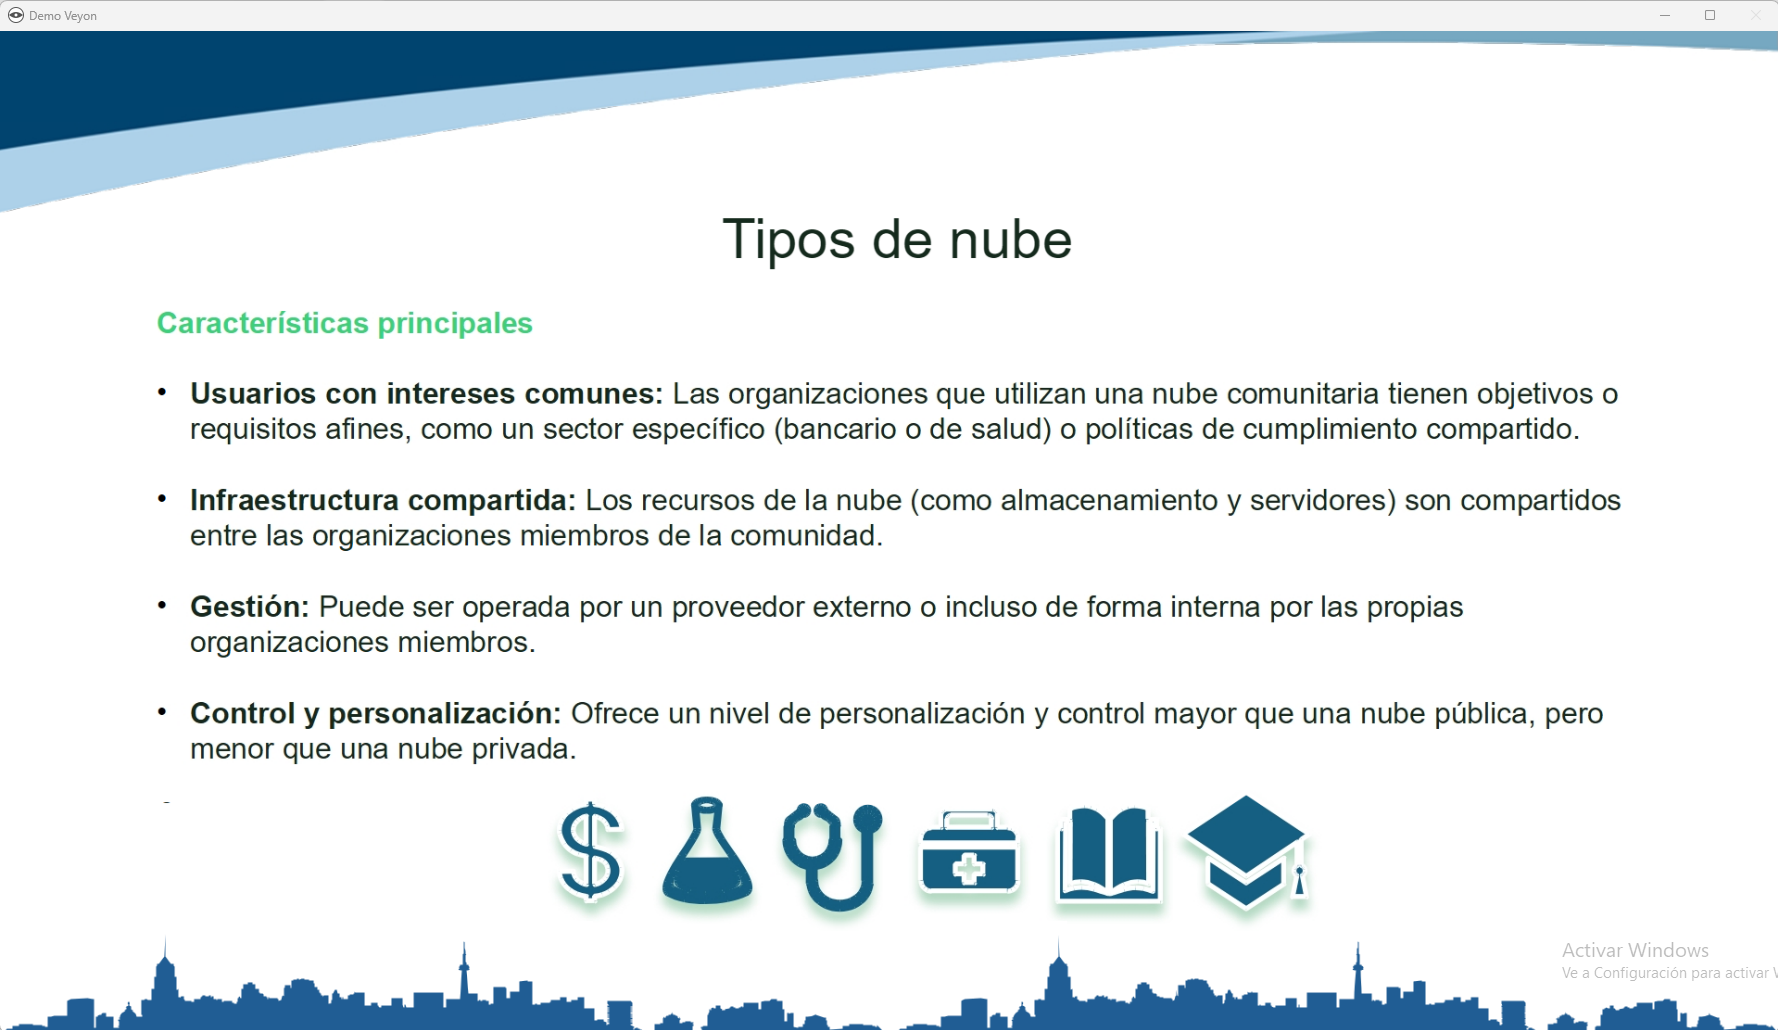 Demo Veyon
Tipos de nube
Características principales
• Usuarios con intereses comunes: Las organizaciones que utilizan una nube comunitaria tienen objetivos o
requisitos afines, como un sector específico (bancario o de salud) o políticas de cumplimiento compartido.
• Infraestructura compartida: Los recursos de la nube (como almacenamiento y servidores) son compartidos
entre las organizaciones miembros de la comunidad.
• Gestión: Puede ser operada por un proveedor externo o incluso de forma interna por las propias
organizaciones miembros.
• Control y personalización: Ofrece un nivel de personalización y control mayor que una nube pública, pero
menor que una nube privada.
$
Activar Windows
Ve a Configuración para activar